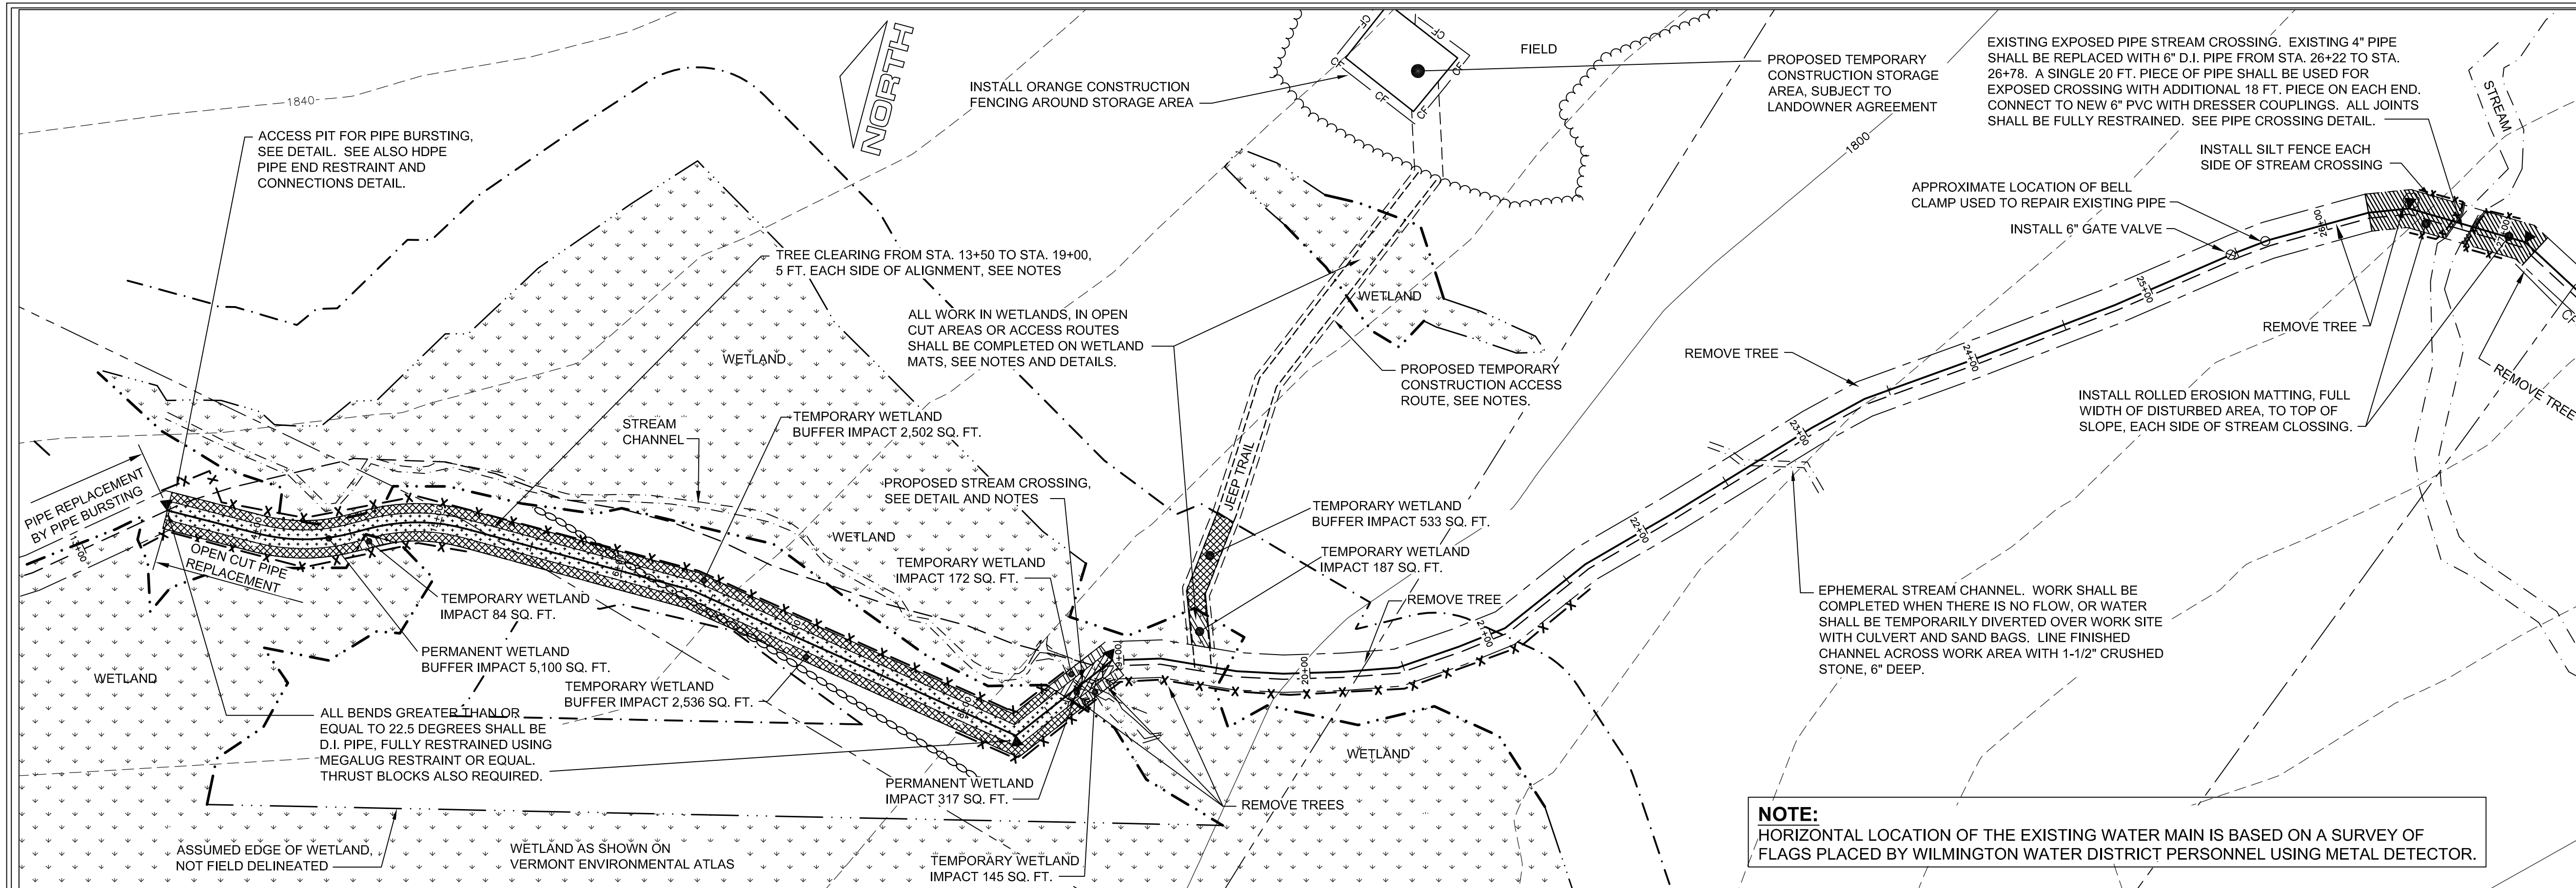 1840
NORTH
INSTALL ORANGE CONSTRUCTION
FENCING AROUND STORAGE AREA
CF
CF
CF
CF
CF
CF
FIELD
PROPOSED TEMPORARY
CONSTRUCTION STORAGE
AREA, SUBJECT TO
LANDOWNER AGREEMENT
1800
EXISTING EXPOSED PIPE STREAM CROSSING. EXISTING 4" PIPE
SHALL BE REPLACED WITH 6" D.I. PIPE FROM STA. 26+22 TO STA.
26+78. A SINGLE 20 FT. PIECE OF PIPE SHALL BE USED FOR
EXPOSED CROSSING WITH ADDITIONAL 18 FT. PIECE ON EACH END.
CONNECT TO NEW 6" PVC WITH DRESSER COUPLINGS. ALL JOINTS
SHALL BE FULLY RESTRAINED. SEE PIPE CROSSING DETAIL.
STREAM
INSTALL SILT FENCE EACH
SIDE OF STREAM CROSSING
APPROXIMATE LOCATION OF BELL
CLAMP USED TO REPAIR EXISTING PIPE
INSTALL 6" GATE VALVE
ACCESS PIT FOR PIPE BURSTING,
SEE DETAIL. SEE ALSO HDPE
PIPE END RESTRAINT AND
CONNECTIONS DETAIL.
TREE CLEARING FROM STA. 13+50 TO STA. 19+00,
5 FT. EACH SIDE OF ALIGNMENT, SEE NOTES
ALL WORK IN WETLANDS, IN OPEN
CUT AREAS OR ACCESS ROUTES
SHALL BE COMPLETED ON WETLAND
MATS, SEE NOTES AND DETAILS.
WETLAND
WETLAND
PROPOSED TEMPORARY
CONSTRUCTION ACCESS
ROUTE, SEE NOTES.
REMOVE TREE
REMOVE TREE
REMOVE TREE
CF
26+00
25+00
24+00
23+00
22+00
21+00
20+00
19+00
INSTALL ROLLED EROSION MATTING, FULL
WIDTH OF DISTURBED AREA, TO TOP OF
SLOPE, EACH SIDE OF STREAM CLOSSING.
STREAM
CHANNEL
TEMPORARY WETLAND
BUFFER IMPACT 2,502 SQ. FT.
PROPOSED STREAM CROSSING,
SEE DETAIL AND NOTES
JEEP TRAIL
PIPE REPLACEMENT
BY PIPE BURSTING
OPEN CUT PIPE
REPLACEMENT
WETLAND
TEMPORARY WETLAND
IMPACT 172 SQ. FT.
TEMPORARY WETLAND
BUFFER IMPACT 533 SQ. FT.
TEMPORARY WETLAND
IMPACT 187 SQ. FT.
REMOVE TREE
TEMPORARY WETLAND
IMPACT 84 SQ. FT.
PERMANENT WETLAND
BUFFER IMPACT 5,100 SQ. FT.
TEMPORARY WETLAND
BUFFER IMPACT 2,536 SQ. FT.
WETLAND
ALL BENDS GREATER THAN OR
EQUAL TO 22.5 DEGREES SHALL BE
D.I. PIPE, FULLY RESTRAINED USING
MEGALUG RESTRAINT OR EQUAL.
THRUST BLOCKS ALSO REQUIRED.
PERMANENT WETLAND
IMPACT 317 SQ. FT.
REMOVE TREES
WETLAND
EPHEMERAL STREAM CHANNEL. WORK SHALL BE
COMPLETED WHEN THERE IS NO FLOW, OR WATER
SHALL BE TEMPORARILY DIVERTED OVER WORK SITE
WITH CULVERT AND SAND BAGS. LINE FINISHED
CHANNEL ACROSS WORK AREA WITH 1-1/2" CRUSHED
STONE, 6" DEEP.
ASSUMED EDGE OF WETLAND,
NOT FIELD DELINEATED
WETLAND AS SHOWN ON
VERMONT ENVIRONMENTAL ATLAS
TEMPORARY WETLAND
IMPACT 145 SQ. FT.
NOTE:
HORIZONTAL LOCATION OF THE EXISTING WATER MAIN IS BASED ON A SURVEY OF
FLAGS PLACED BY WILMINGTON WATER DISTRICT PERSONNEL USING METAL DETECTOR.